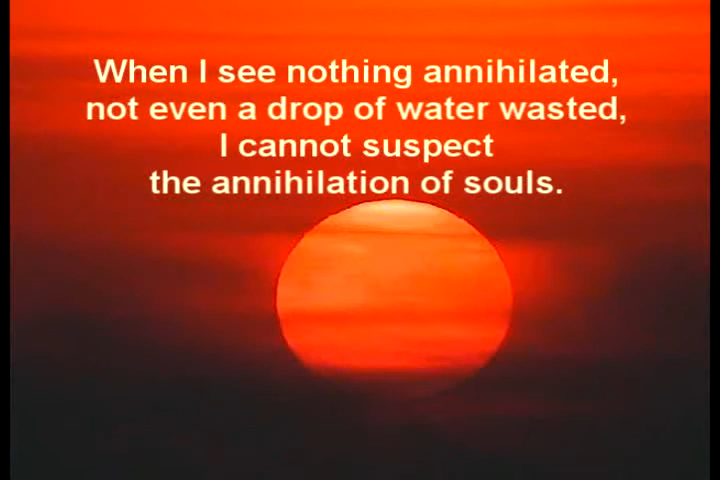 When I see nothing annihilated,
not even a drop of water wasted,
I cannot suspect
the annihilation of souls.